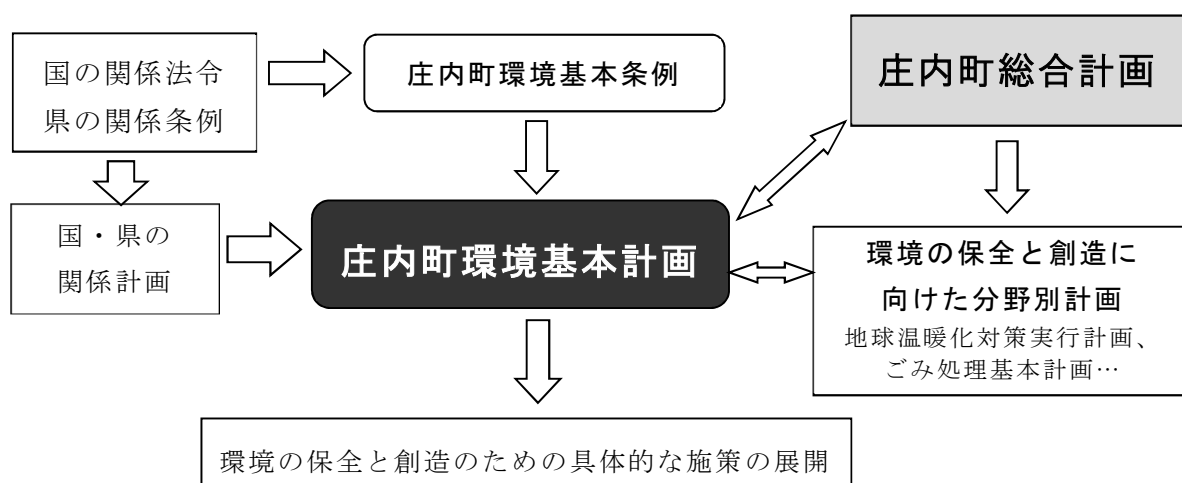 国の関係法令
県の関係条例
庄内町環境基本条例
庄内町総合計画
国・県の
関係計画
庄内町環境基本計画
環境の保全と創造に
向けた分野別計画
地球温暖化対策実行計画、
ごみ処理基本計画…
環境の保全と創造のための具体的な施策の展開